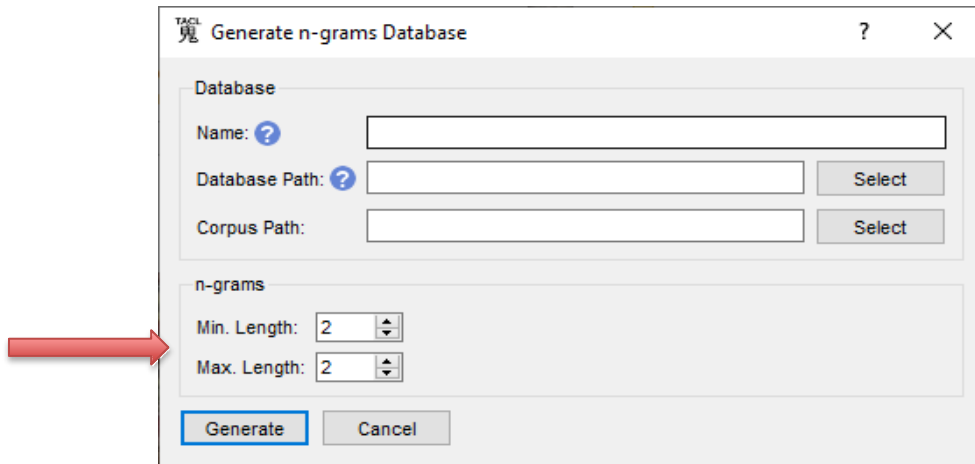 TACL
鬼 Generate n-grams Database ? ×
Database
Name: ?
Database Path: ? Select
Corpus Path: Select
n-grams
Min. Length: 2
Max. Length: 2
Generate Cancel